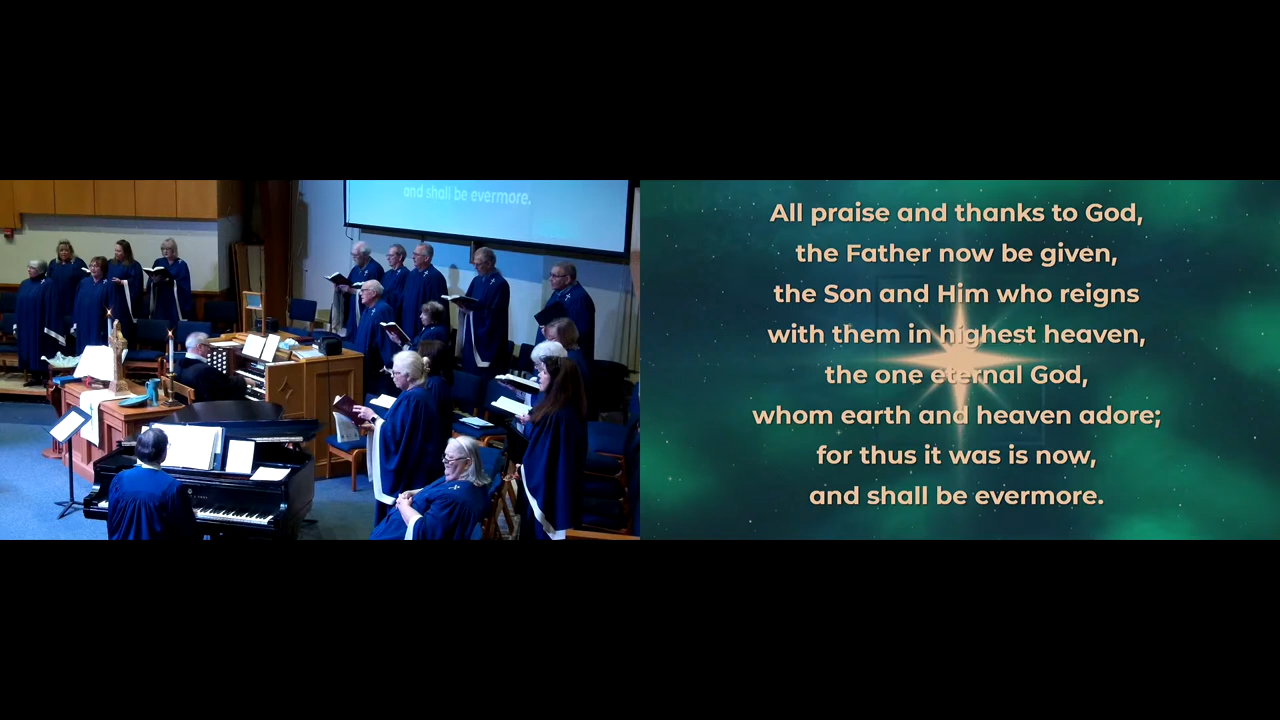 and shall be evermore.
All praise and thanks to God,
the Father now be given,
the Son and Him who reigns
with them in highest heaven,
the one eternal God,
whom earth and heaven adore;
for thus it was is now,
and shall be evermore.